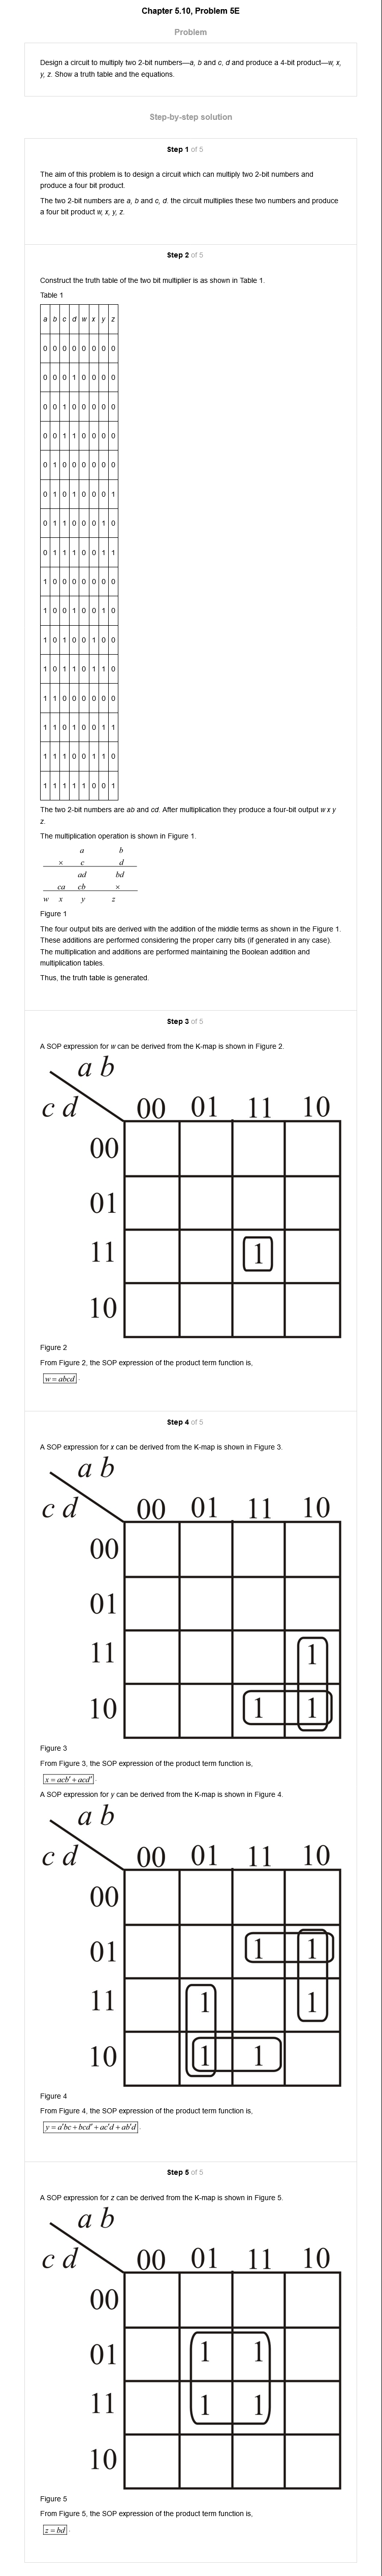 Chapter 5.10, Problem 5E
Problem
Design a circuit to multiply two 2-bit numbers—a, b and c, d and produce a 4-bit product—w, x,
y, z. Show a truth table and the equations.
Step-by-step solution
Step 1 of 5
The aim of this problem is to design a circuit which can multiply two 2-bit numbers and
produce a four bit product.
The two 2-bit numbers are a, b and c, d. the circuit multiplies these two numbers and produce
a four bit product w, x, y, z.
Step 2 of 5
Construct the truth table of the two bit multiplier is as shown in Table 1.
Table 1
a b c d w x y z
0 0 0 0 0 0 0 0
0 0 0 1 0 0 0 0
0 0 1 0 0 0 0 0
0 0 1 1 0 0 0 0
0 1 0 0 0 0 0 0
0 1 0 1 0 0 0 1
0 1 1 0 0 0 1 0
0 1 1 1 0 0 1 1
1 0 0 0 0 0 0 0
1 0 0 1 0 0 1 0
1 0 1 0 0 1 0 0
1 0 1 1 0 1 1 0
1 1 0 0 0 0 0 0
1 1 0 1 0 0 1 1
1 1 1 0 0 1 1 0
1 1 1 1 1 0 0 1
The two 2-bit numbers are ab and cd. After multiplication they produce a four-bit output w x y
z.
The multiplication operation is shown in Figure 1.
a b
× c d
ad bd
ca cb ×
w x y z
Figure 1
The four output bits are derived with the addition of the middle terms as shown in the Figure 1.
These additions are performed considering the proper carry bits (if generated in any case).
The multiplication and additions are performed maintaining the Boolean addition and
multiplication tables.
Thus, the truth table is generated.
Step 3 of 5
A SOP expression for w can be derived from the K-map is shown in Figure 2.
a b
c d
00 01 11 10
00
01
11 1
10
Figure 2
From Figure 2, the SOP expression of the product term function is,
w = abcd .
Step 4 of 5
A SOP expression for x can be derived from the K-map is shown in Figure 3.
a b
c d
00 01 11 10
00
01
11 1
10 1 1
Figure 3
From Figure 3, the SOP expression of the product term function is,
x = acb' + acd' .
A SOP expression for y can be derived from the K-map is shown in Figure 4.
a b
c d
00 01 11 10
00
01 1 1
11 1 1
10 1 1
Figure 4
From Figure 4, the SOP expression of the product term function is,
y = a'bc + bcd' + ac'd + ab'd .
Step 5 of 5
A SOP expression for z can be derived from the K-map is shown in Figure 5.
a b
c d
00 01 11 10
00
01 1 1
11 1 1
10
Figure 5
From Figure 5, the SOP expression of the product term function is,
z = bd .